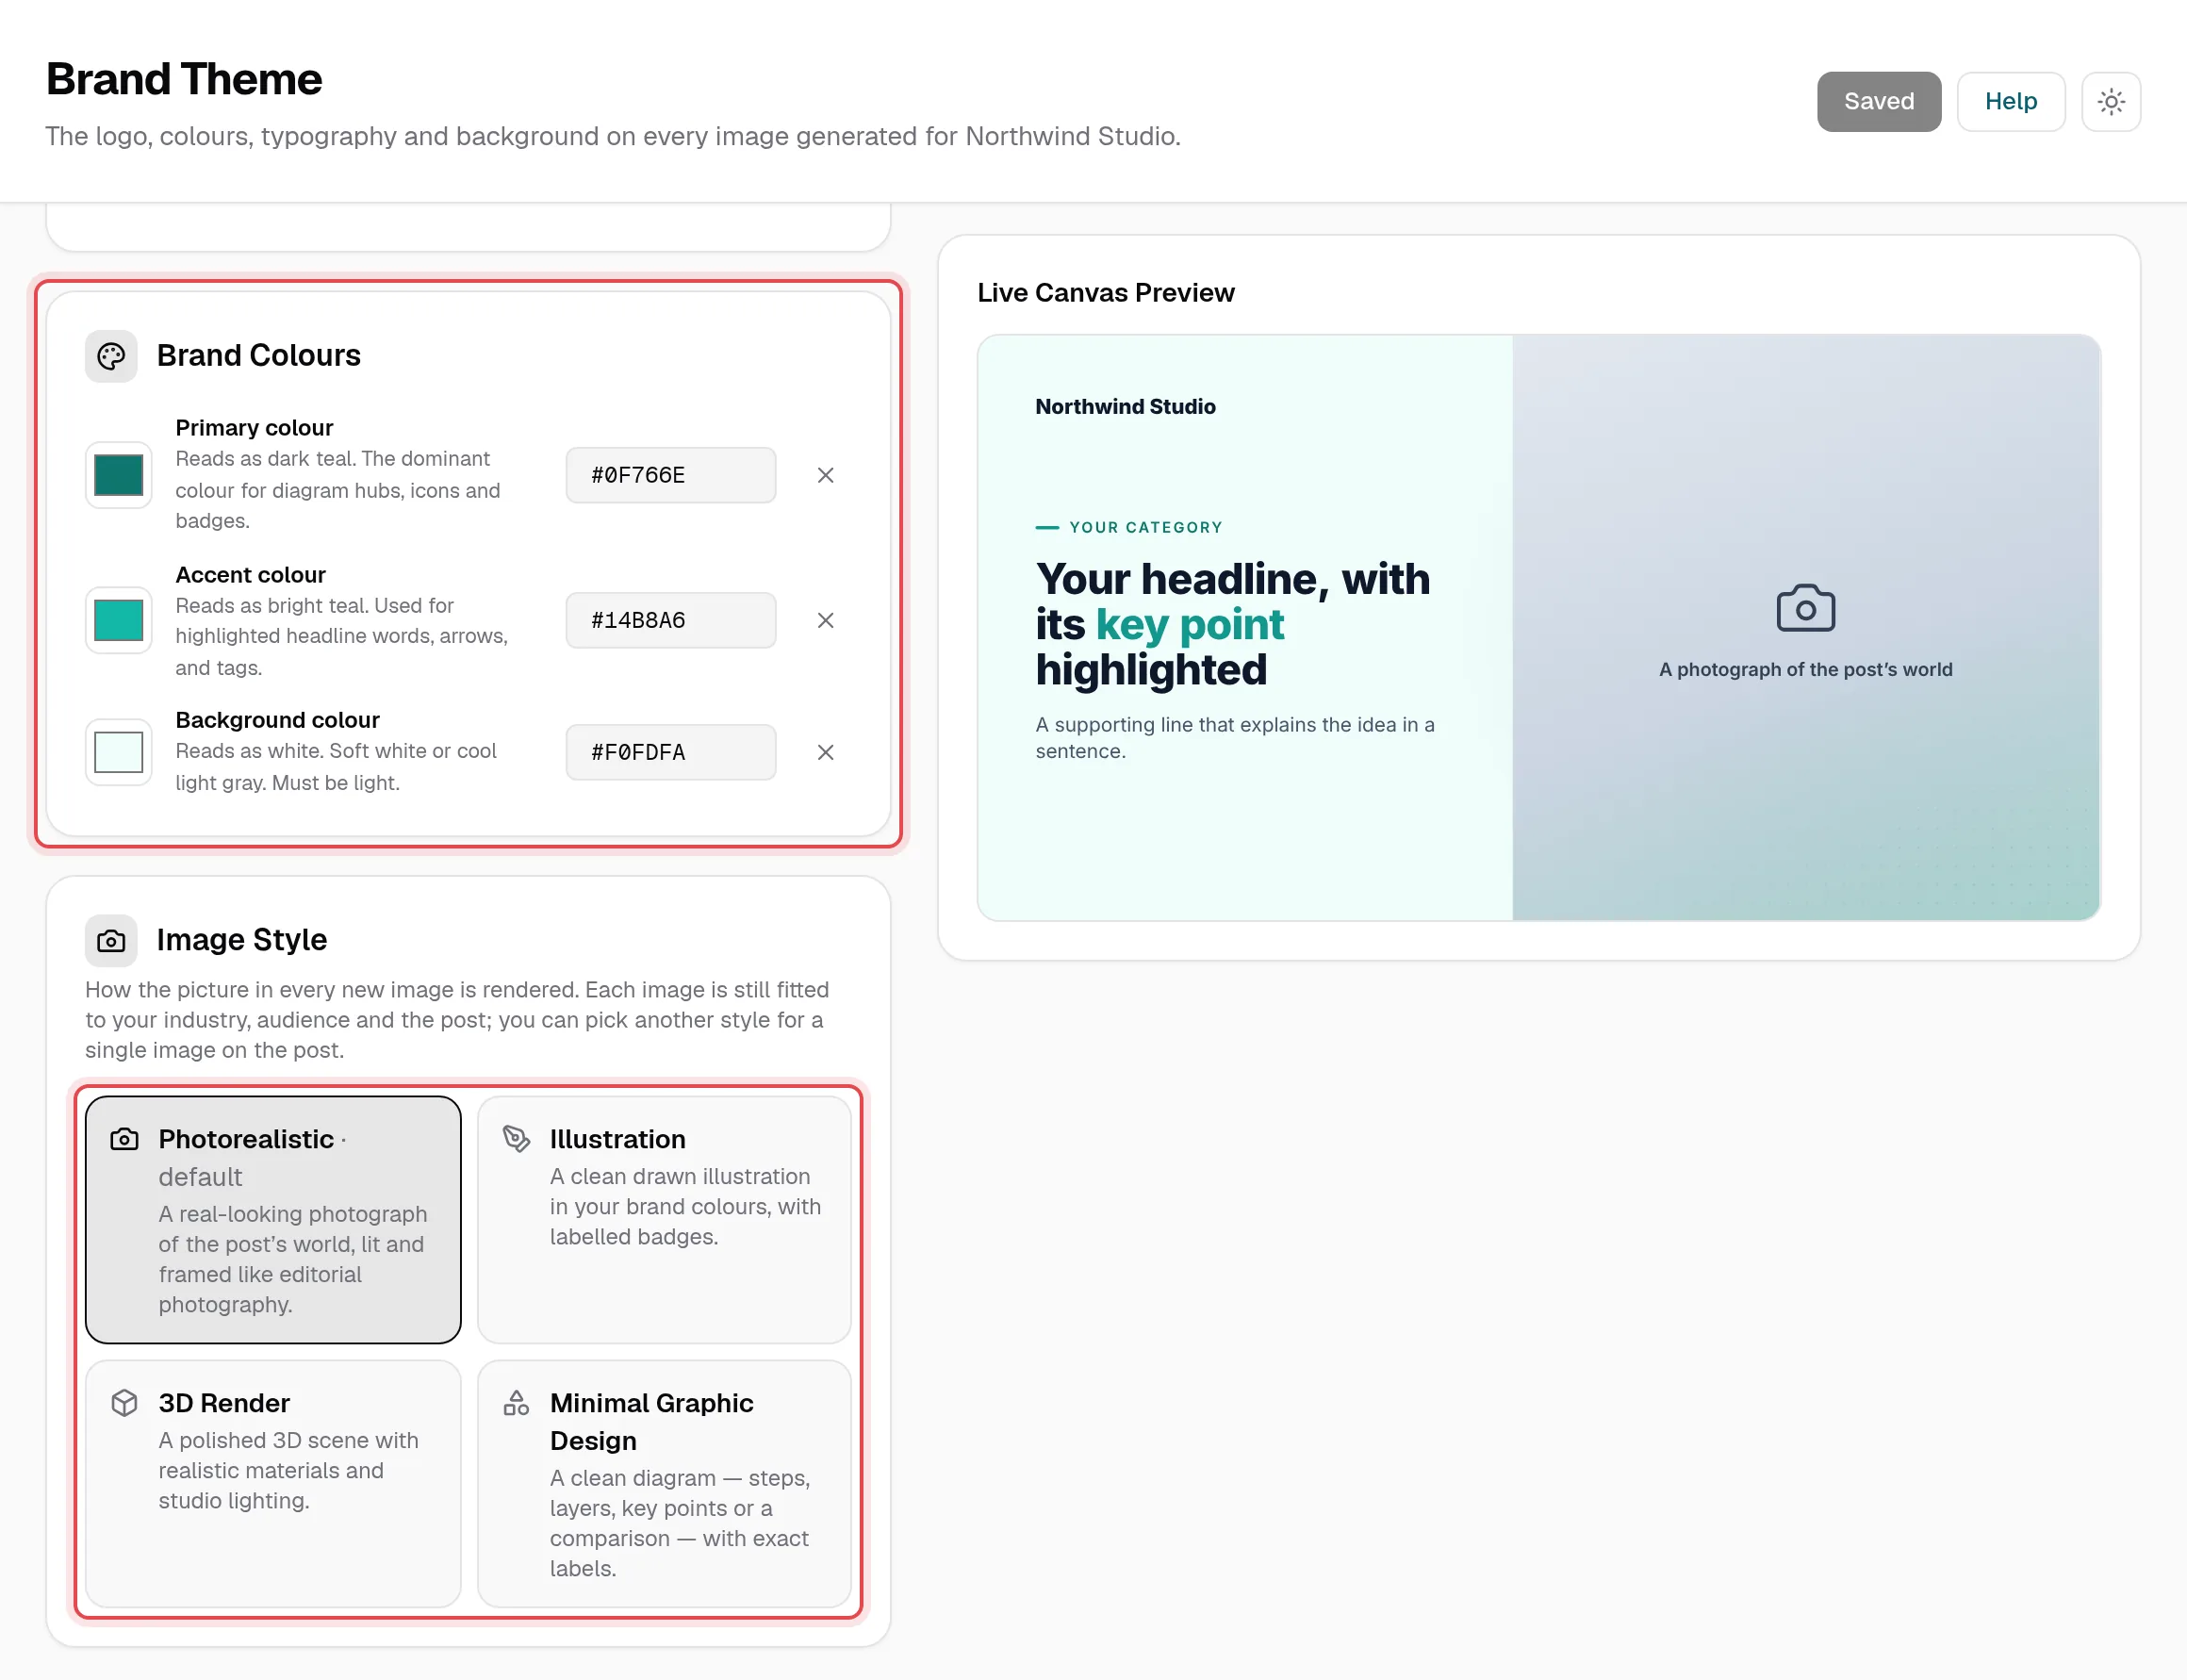 Brand Theme
The logo, colours, typography and background on every image generated for Northwind Studio.
Saved
Help
Brand Colours
Primary colour
Reads as dark teal. The dominant
colour for diagram hubs, icons and
badges.
#0F766E
Accent colour
Reads as bright teal. Used for
highlighted headline words, arrows,
and tags.
#14B8A6
Background colour
Reads as white. Soft white or cool
light gray. Must be light.
#F0FDFA
Image Style
How the picture in every new image is rendered. Each image is still fitted
to your industry, audience and the post; you can pick another style for a
single image on the post.
Photorealistic ·
default
A real-looking photograph
of the post’s world, lit and
framed like editorial
photography.
Illustration
A clean drawn illustration
in your brand colours, with
labelled badges.
3D Render
A polished 3D scene with
realistic materials and
studio lighting.
Minimal Graphic
Design
A clean diagram — steps,
layers, key points or a
comparison — with exact
labels.
Live Canvas Preview
Northwind Studio
YOUR CATEGORY
Your headline, with
its key point
highlighted
A supporting line that explains the idea in a
sentence.
A photograph of the post’s world